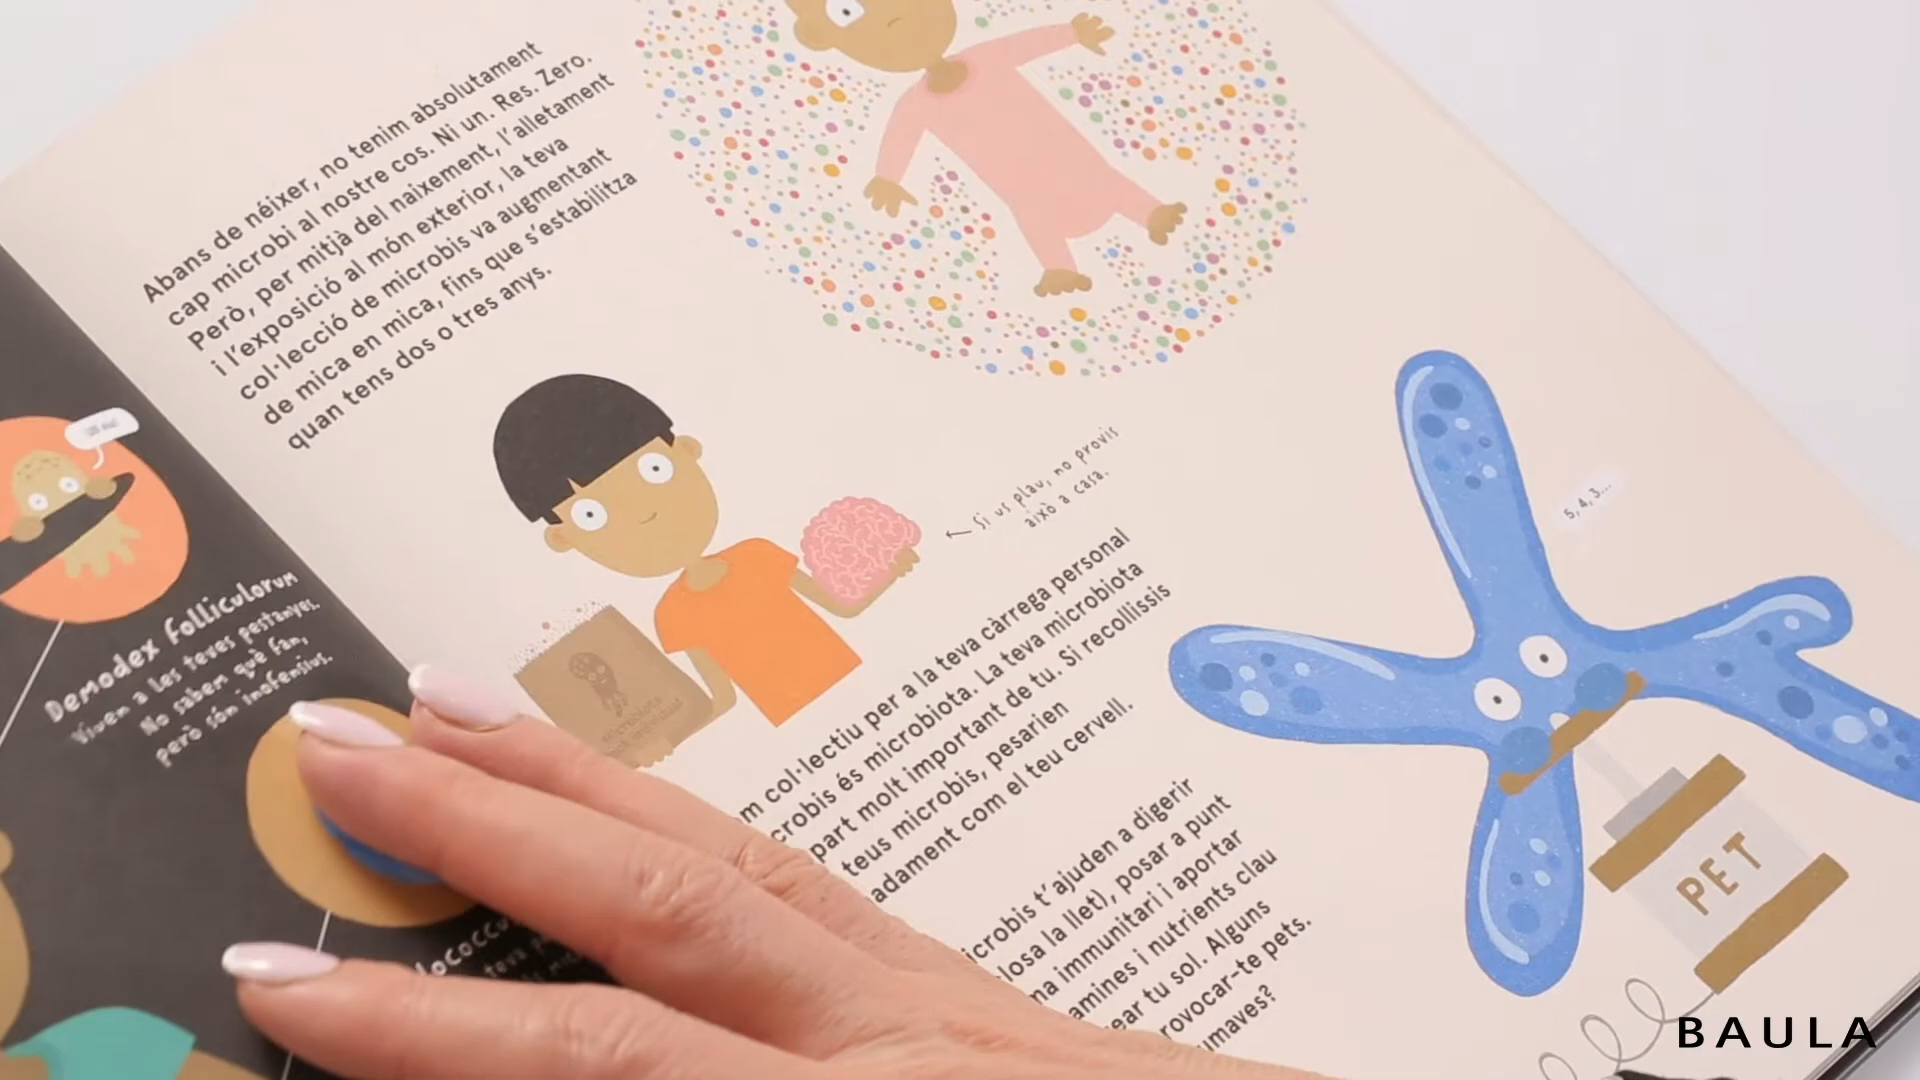 Abans de néixer, no tenim absolutament
cap microbi al nostre cos. Ni un. Res. Zero.
Però, per mitjà del naixement, l'alletament
i l'exposició al món exterior, la teva
col·lecció de microbis va augmentant
de mica en mica, fins que s'estabilitza
quan tens dos o tres anys.
Si us plau, no provis
això a casa.
5, 4, 3...
Demodex folliculorum
Viuen a les teves pestanyes.
No sabem què fan,
però són inofensius.
m col·lectiu per a la teva càrrega personal
crobis és microbiota. La teva microbiota
part molt important de tu. Si recollissis
teus microbis, pesarien
adament com el teu cervell.
icrobis t'ajuden a digerir
losa la llet), posar a punt
ma immunitari i aportar
amines i nutrients clau
ear tu sol. Alguns
rovocar-te pets.
umaves?
PET
BAULA